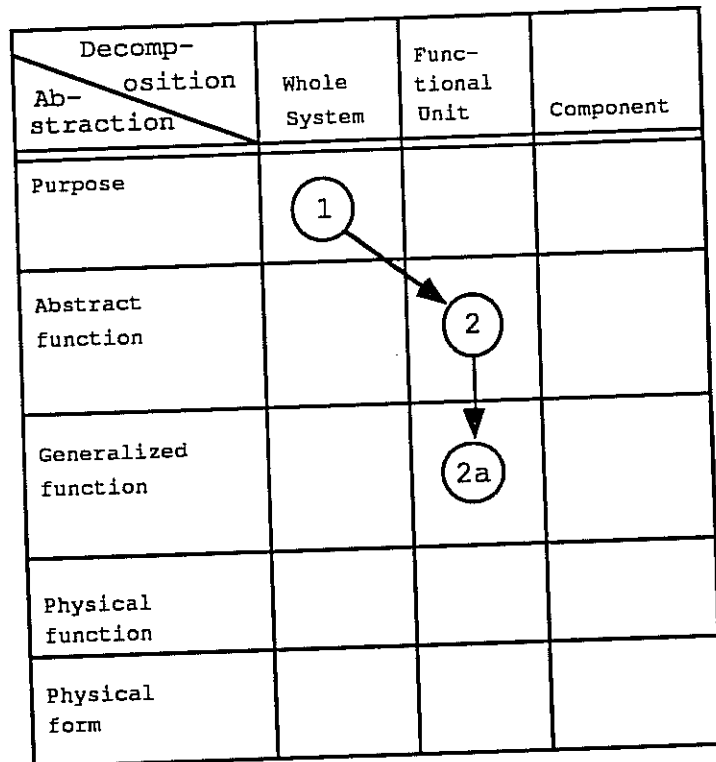 Decomp-
osition
Ab-
straction
Whole
System
Func-
tional
Unit
Component
Purpose
1
Abstract
function
2
Generalized
function
2a
Physical
function
Physical
form